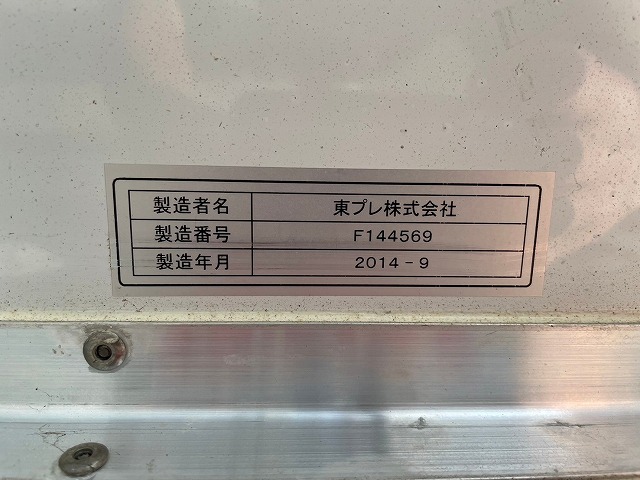 製造者名 東プレ株式会社
製造番号 F144569
製造年月 2014-9